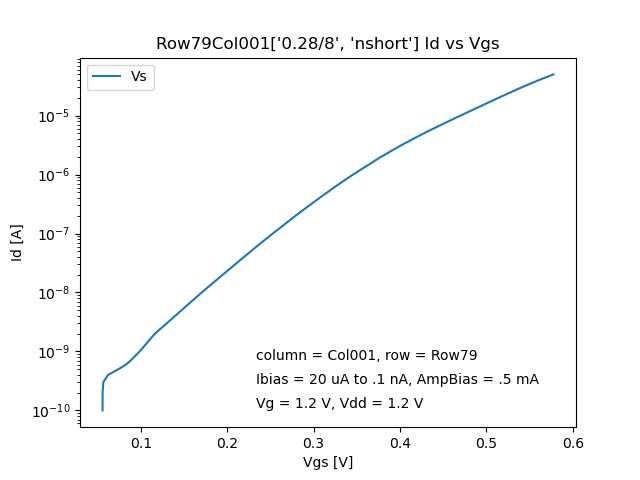 Row79Col001['0.28/8', 'nshort'] Id vs Vgs
Vs
10⁻⁵
10⁻⁶
10⁻⁷
10⁻⁸
10⁻⁹
10⁻¹⁰
Id [A]
column = Col001, row = Row79
Ibias = 20 uA to .1 nA, AmpBias = .5 mA
Vg = 1.2 V, Vdd = 1.2 V
0.1 0.2 0.3 0.4 0.5 0.6
Vgs [V]